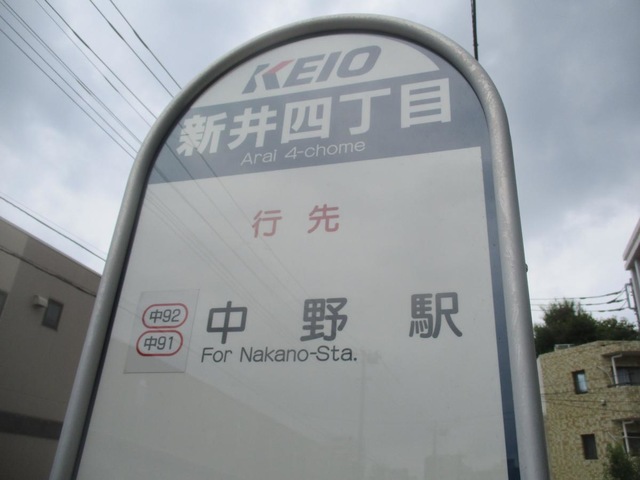 KEIO
新井四丁目
Arai 4-chome
行先
中92
中91
中野駅
For Nakano-Sta.